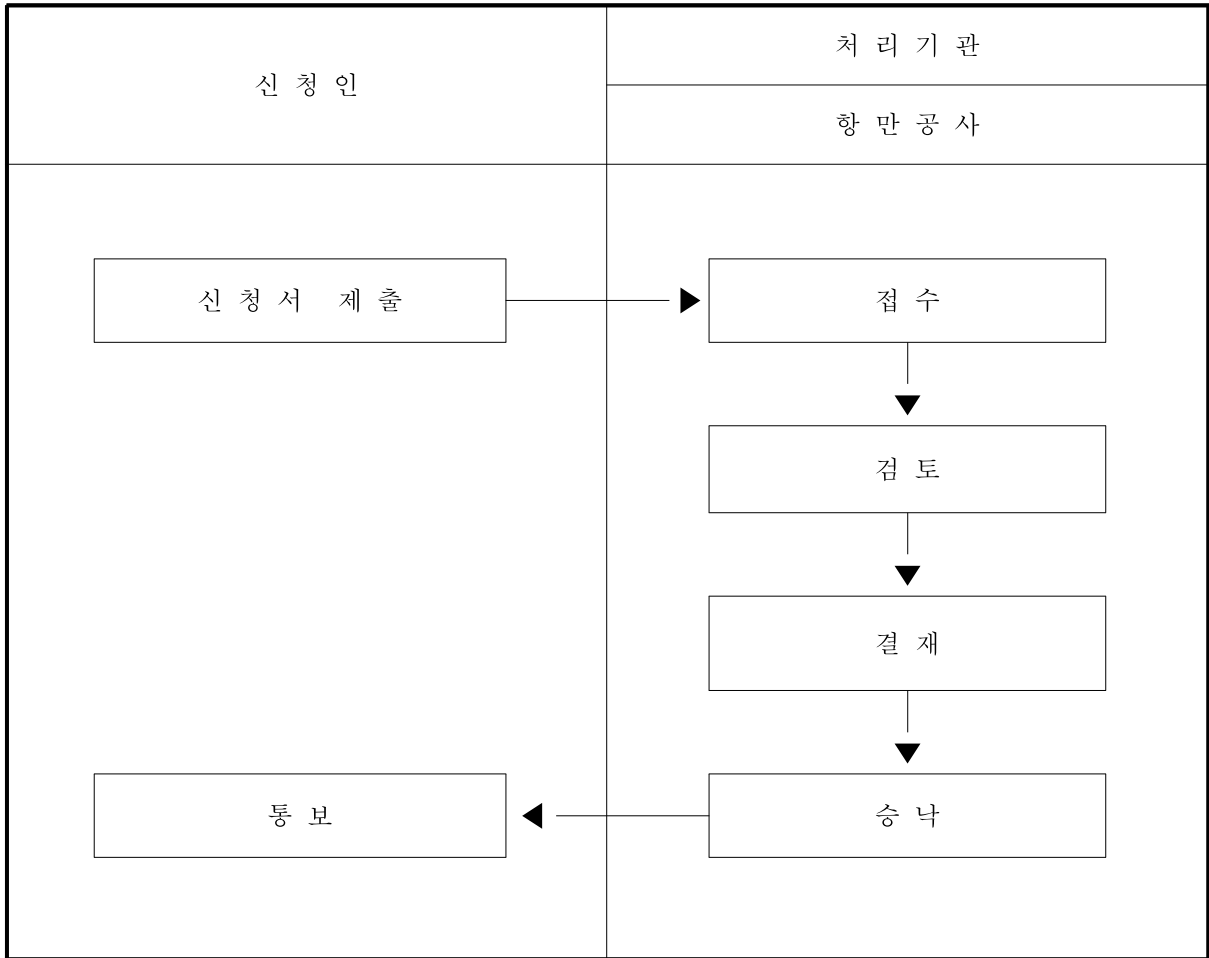 신 청 인
처 리 기 관
항 만 공 사
신 청 서 제 출
접 수
검 토
결 재
승 낙
통 보